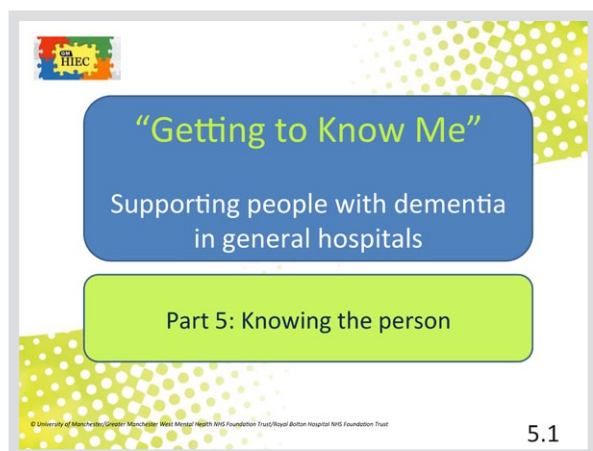 GM
HIEC
“Getting to Know Me”
Supporting people with dementia
in general hospitals
Part 5: Knowing the person
© University of Manchester/Greater Manchester West Mental Health NHS Foundation Trust/Royal Bolton Hospital NHS Foundation Trust
5.1